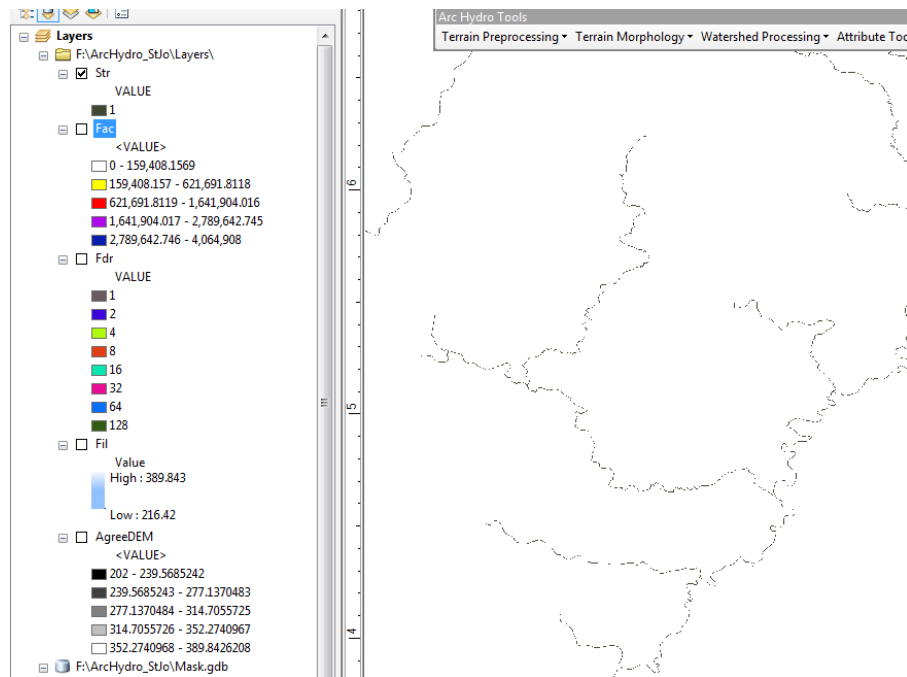 Layers
F:\ArcHydro_StJo\Layers\
Str
VALUE
1
Fac
<VALUE>
0 - 159,408.1569
159,408.157 - 621,691.8118
621,691.8119 - 1,641,904.016
1,641,904.017 - 2,789,642.745
2,789,642.746 - 4,064,908
Fdr
VALUE
1
2
4
8
16
32
64
128
Fil
Value
High : 389.843
Low : 216.42
AgreeDEM
<VALUE>
202 - 239.5685242
239.5685243 - 277.1370483
277.1370484 - 314.7055725
314.7055726 - 352.2740967
352.2740968 - 389.8426208
F:\ArcHydro_StJo\Mask.gdb
6
5
4
Arc Hydro Tools
Terrain Preprocessing Terrain Morphology Watershed Processing Attribute Too